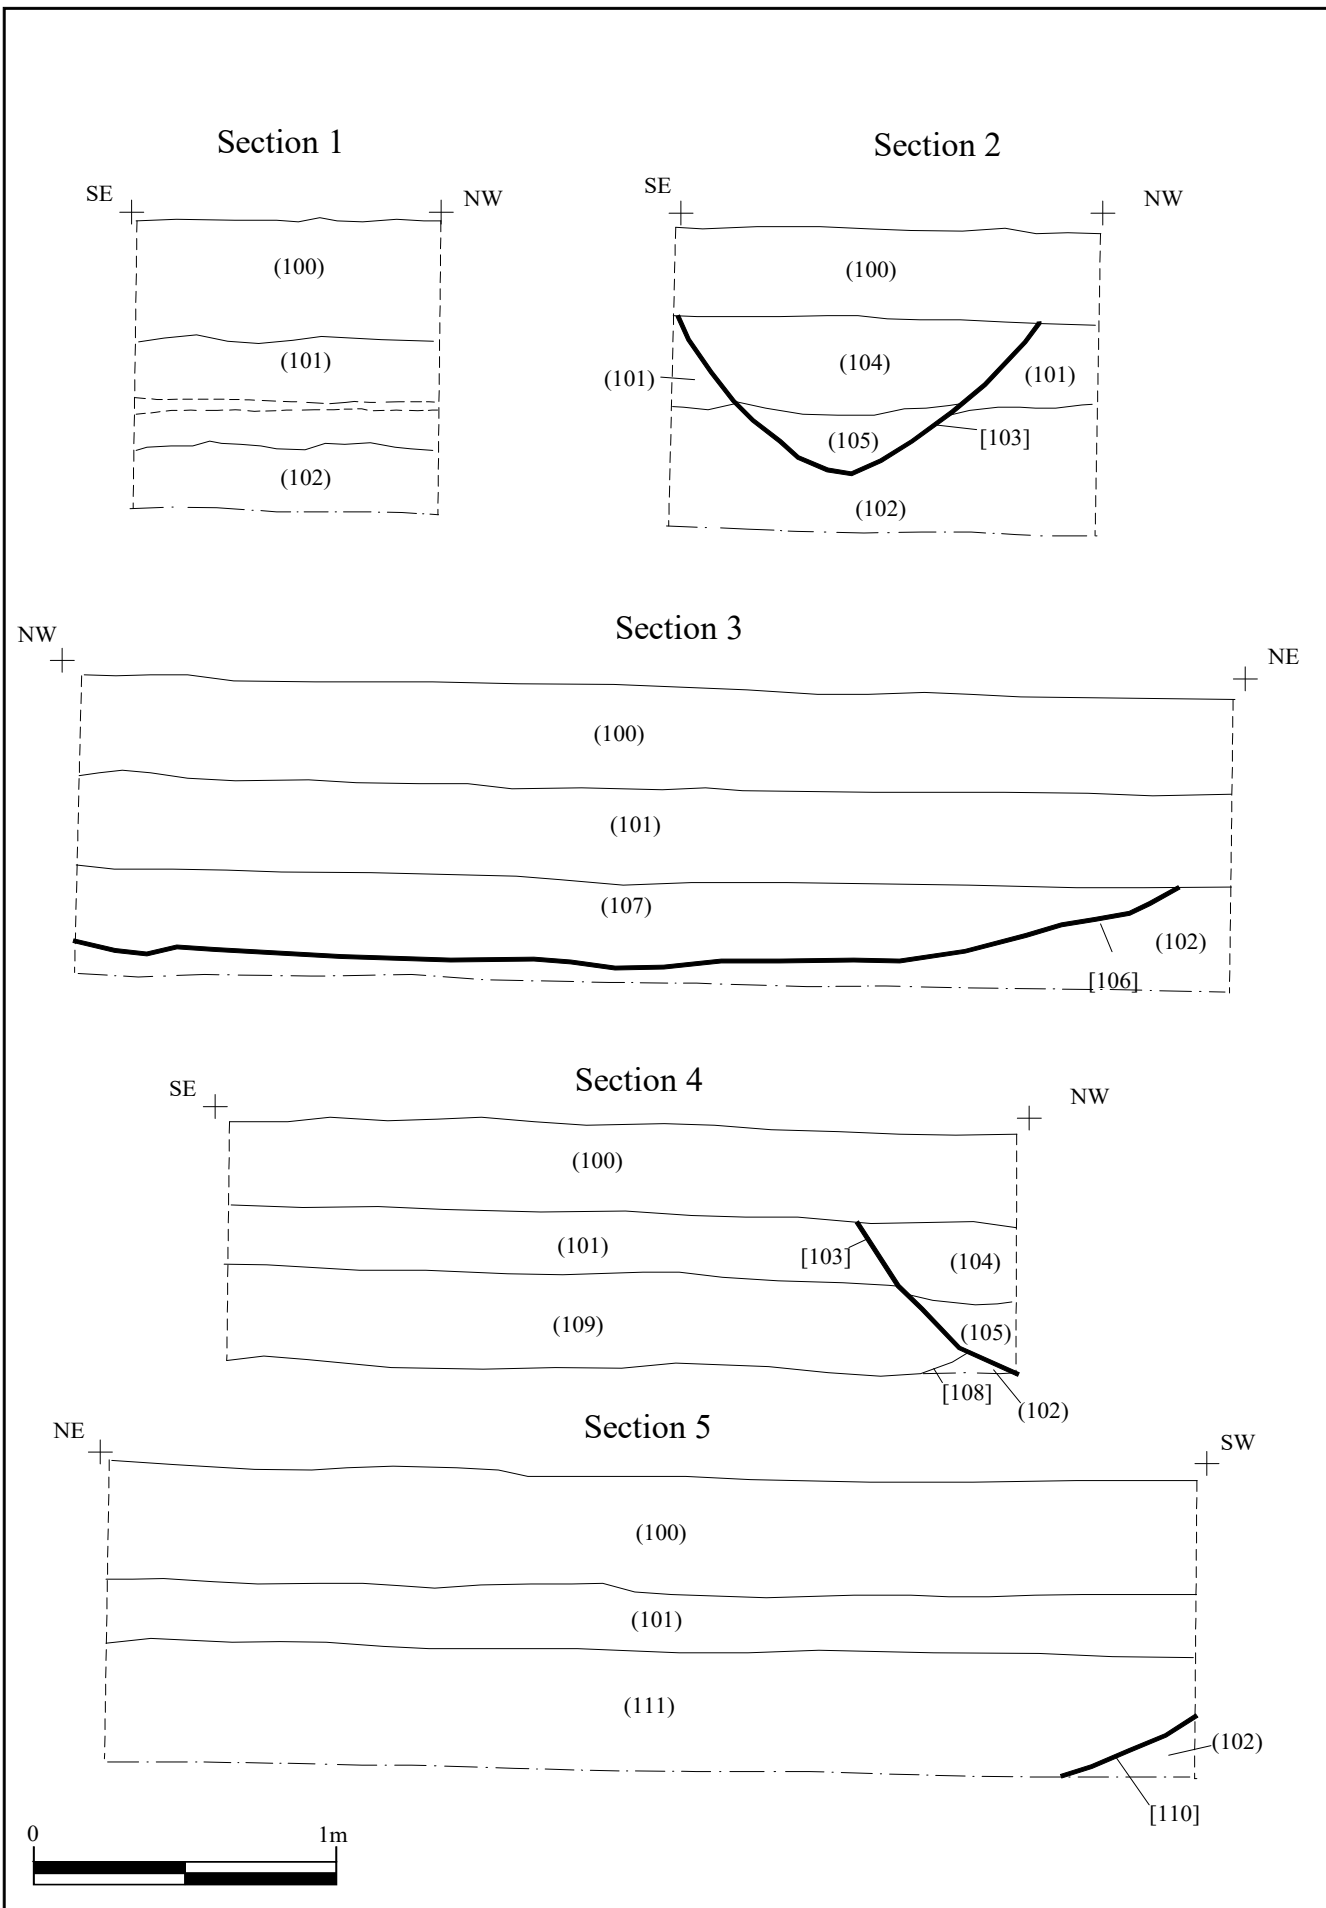 Section 1
SE
NW
(100)
(101)
(102)
Section 2
SE
NW
(100)
(104)
(101)
(101)
(105)
[103]
(102)
Section 3
NW
NE
(100)
(101)
(107)
(102)
[106]
Section 4
SE
NW
(100)
(101)
[103]
(104)
(109)
(105)
[108]
(102)
Section 5
NE
SW
(100)
(101)
(111)
(102)
[110]
0
1m